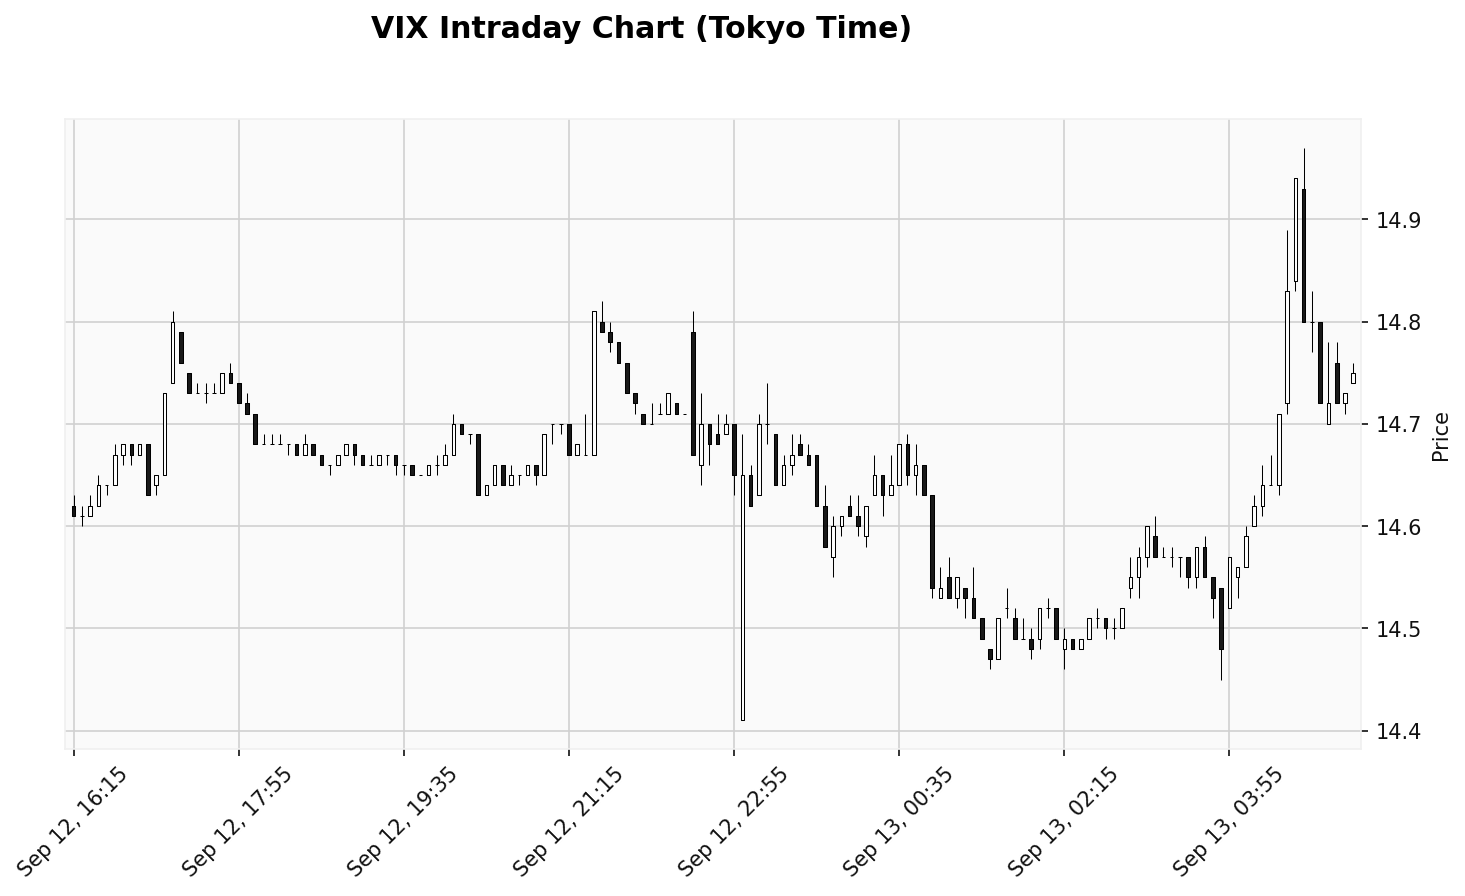 VIX Intraday Chart (Tokyo Time)
14.9
14.8
14.7
14.6
14.5
14.4
Price
Sep 12, 16:15
Sep 12, 17:55
Sep 12, 19:35
Sep 12, 21:15
Sep 12, 22:55
Sep 13, 00:35
Sep 13, 02:15
Sep 13, 03:55